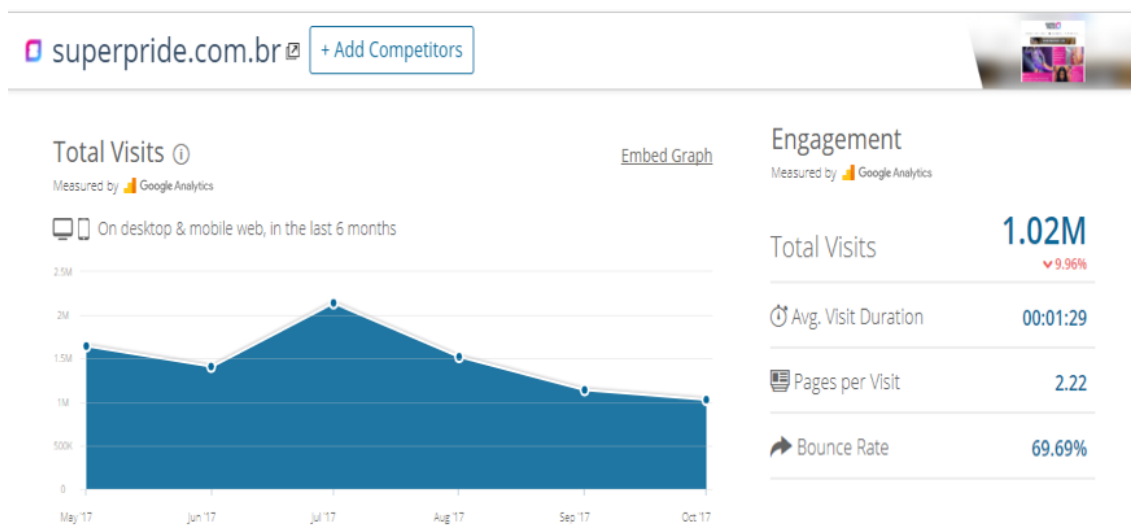 superpride.com.br + Add Competitors
Total Visits
Embed Graph
Measured by Google Analytics
On desktop & mobile web, in the last 6 months
2.5M
2M
1.5M
1M
500K
0
May '17 Jun '17 Jul '17 Aug '17 Sep '17 Oct '17
Engagement
Measured by Google Analytics
Total Visits 1.02M
9.96%
Avg. Visit Duration 00:01:29
Pages per Visit 2.22
Bounce Rate 69.69%